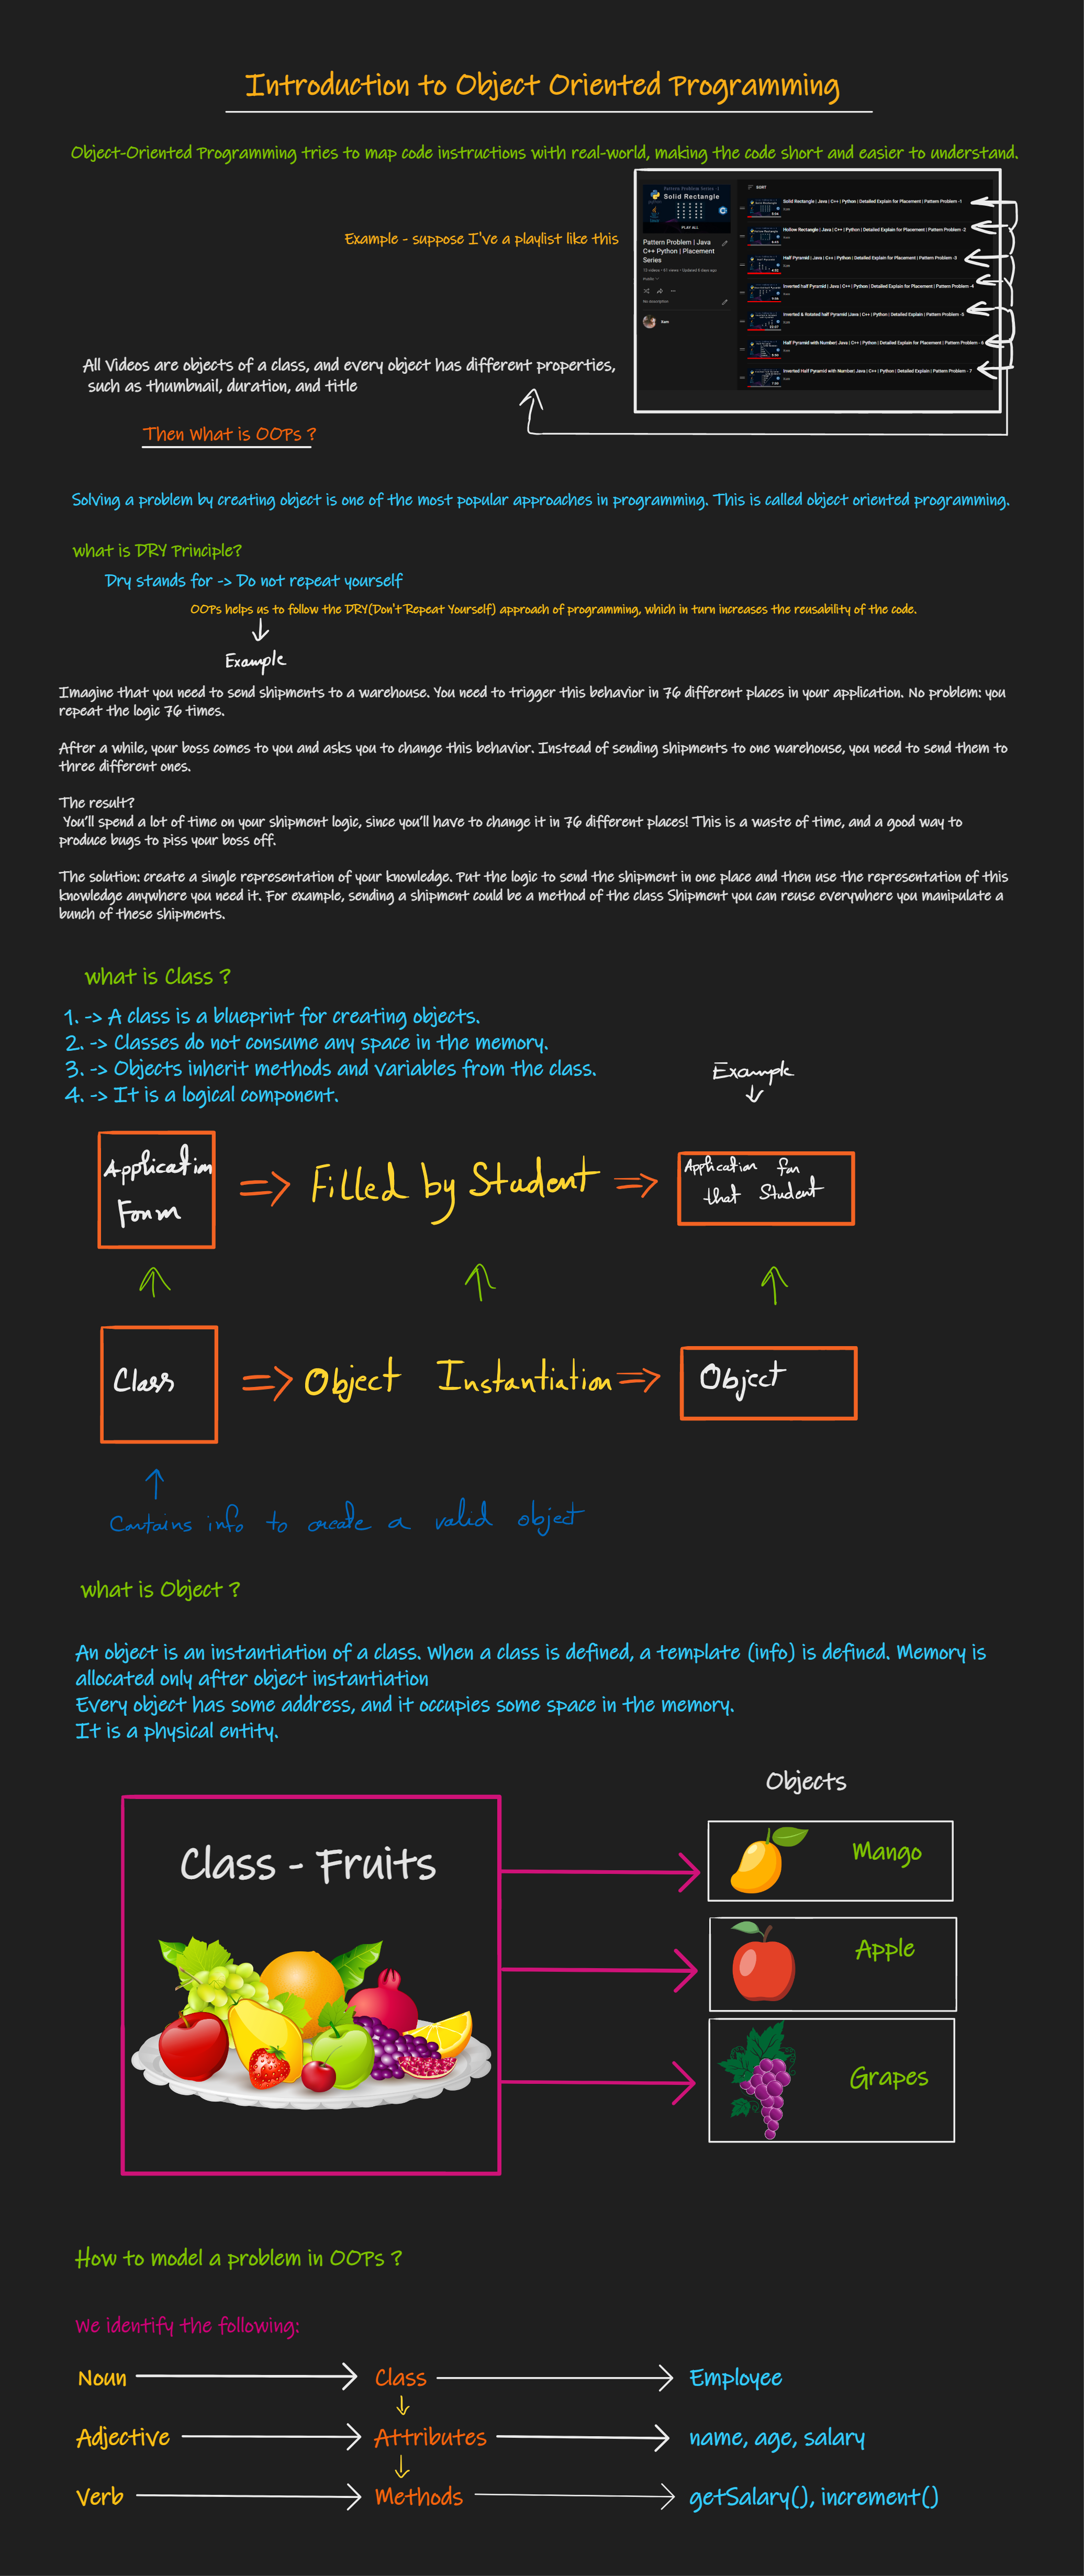 Introduction to Object Oriented Programming
Object-Oriented Programming tries to map code instructions with real-world, making the code short and easier to understand.
Example - suppose I've a playlist like this
Pattern Problem Series -1
Solid Rectangle
PLAY ALL
Pattern Problem | Java
C++ Python | Placement
Series
No description
Sam
SORT
Solid Rectangle | Java | C++ | Python | Detailed Explain for Placement | Pattern Problem -1
Hollow Rectangle | Java | C++ | Python | Detailed Explain for Placement | Pattern Problem -2
Half Pyramid | Java | C++ | Python | Detailed Explain for Placement | Pattern Problem -3
Inverted half Pyramid | Java | C++ | Python | Detailed Explain for Placement | Pattern Problem -4
Inverted & Rotated half Pyramid |Java | C++ | Python | Detailed Explain | Pattern Problem -5
Half Pyramid with Number| Java | C++ | Python | Detailed Explain for Placement | Pattern Problem - 6
Inverted Half Pyramid with Number| Java | C++ | Python | Detailed Explain | Pattern Problem - 7
All Videos are objects of a class, and every object has different properties,
such as thumbnail, duration, and title
Then What is OOPs ?
Solving a problem by creating object is one of the most popular approaches in programming. This is called object oriented programming.
what is DRY Principle?
Dry stands for -> Do not repeat yourself
OOPs helps us to follow the DRY(Don't Repeat Yourself) approach of programming, which in turn increases the reusability of the code.
Example
Imagine that you need to send shipments to a warehouse. You need to trigger this behavior in 76 different places in your application. No problem: you
repeat the logic 76 times.
After a while, your boss comes to you and asks you to change this behavior. Instead of sending shipments to one warehouse, you need to send them to
three different ones.
The result?
You'll spend a lot of time on your shipment logic, since you'll have to change it in 76 different places! This is a waste of time, and a good way to
produce bugs to piss your boss off.
The solution: create a single representation of your knowledge. Put the logic to send the shipment in one place and then use the representation of this
knowledge anywhere you need it. For example, sending a shipment could be a method of the class Shipment you can reuse everywhere you manipulate a
bunch of these shipments.
what is Class ?
1. -> A class is a blueprint for creating objects.
2. -> Classes do not consume any space in the memory.
3. -> Objects inherit methods and variables from the class.
4. -> It is a logical component.
Example
Application
Form
=> Filled by Student =>
Application for
that Student
Class
=> Object Instantiation =>
Object
Contains info to create a valid object
what is Object ?
An object is an instantiation of a class. When a class is defined, a template (info) is defined. Memory is
allocated only after object instantiation
Every object has some address, and it occupies some space in the memory.
It is a physical entity.
Objects
Class - Fruits
Mango
Apple
Grapes
How to model a problem in OOPs ?
We identify the following:
Noun Class Employee
Adjective Attributes name, age, salary
Verb Methods getSalary(), increment()